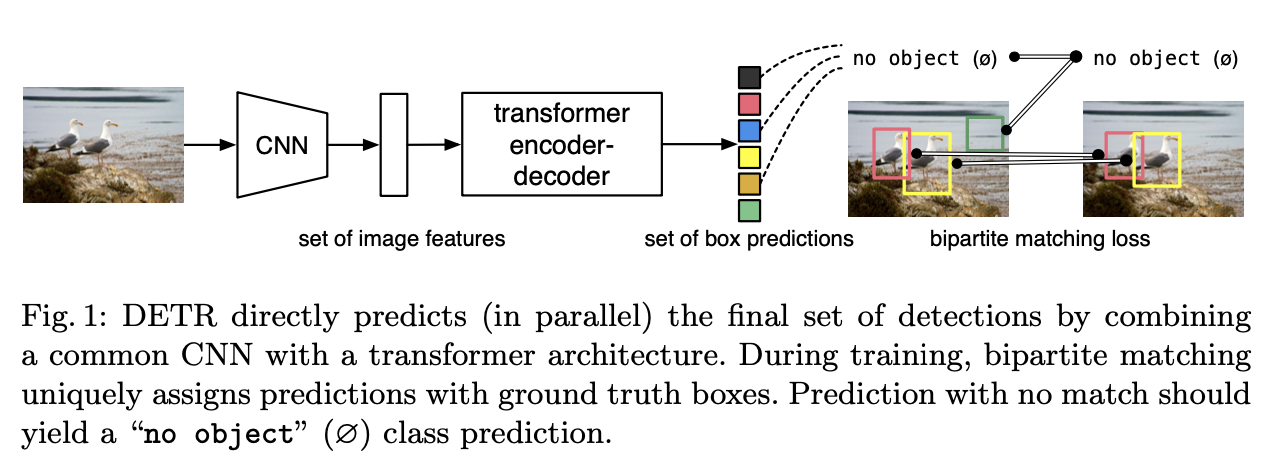 no object (ø) no object (ø)
CNN
transformer
encoder-
decoder
set of image features
set of box predictions
bipartite matching loss
Fig. 1: DETR directly predicts (in parallel) the final set of detections by combining
a common CNN with a transformer architecture. During training, bipartite matching
uniquely assigns predictions with ground truth boxes. Prediction with no match should
yield a “no object” (∅) class prediction.